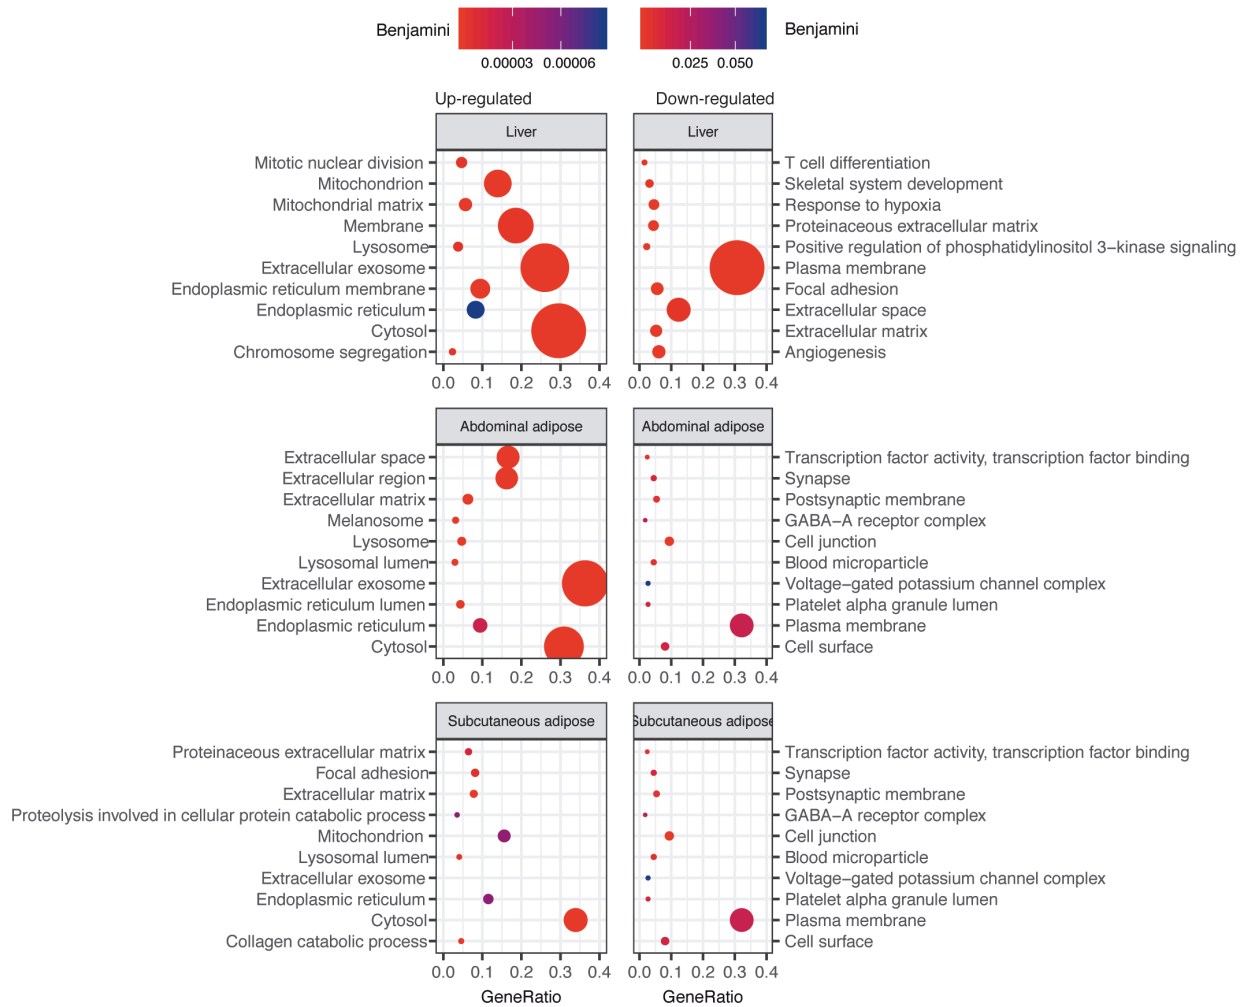 Benjamini
0.00003 0.00006
0.025 0.050
Benjamini
Up-regulated
Down-regulated
Liver
Mitotic nuclear division
Mitochondrion
Mitochondrial matrix
Membrane
Lysosome
Extracellular exosome
Endoplasmic reticulum membrane
Endoplasmic reticulum
Cytosol
Chromosome segregation
0.0 0.1 0.2 0.3 0.4
Liver
T cell differentiation
Skeletal system development
Response to hypoxia
Proteinaceous extracellular matrix
Positive regulation of phosphatidylinositol 3−kinase signaling
Plasma membrane
Focal adhesion
Extracellular space
Extracellular matrix
Angiogenesis
0.0 0.1 0.2 0.3 0.4
Abdominal adipose
Extracellular space
Extracellular region
Extracellular matrix
Melanosome
Lysosome
Lysosomal lumen
Extracellular exosome
Endoplasmic reticulum lumen
Endoplasmic reticulum
Cytosol
0.0 0.1 0.2 0.3 0.4
Abdominal adipose
Transcription factor activity, transcription factor binding
Synapse
Postsynaptic membrane
GABA−A receptor complex
Cell junction
Blood microparticle
Voltage−gated potassium channel complex
Platelet alpha granule lumen
Plasma membrane
Cell surface
0.0 0.1 0.2 0.3 0.4
Subcutaneous adipose
Proteinaceous extracellular matrix
Focal adhesion
Extracellular matrix
Proteolysis involved in cellular protein catabolic process
Mitochondrion
Lysosomal lumen
Extracellular exosome
Endoplasmic reticulum
Cytosol
Collagen catabolic process
0.0 0.1 0.2 0.3 0.4
GeneRatio
Subcutaneous adipose
Transcription factor activity, transcription factor binding
Synapse
Postsynaptic membrane
GABA−A receptor complex
Cell junction
Blood microparticle
Voltage−gated potassium channel complex
Platelet alpha granule lumen
Plasma membrane
Cell surface
0.0 0.1 0.2 0.3 0.4
GeneRatio